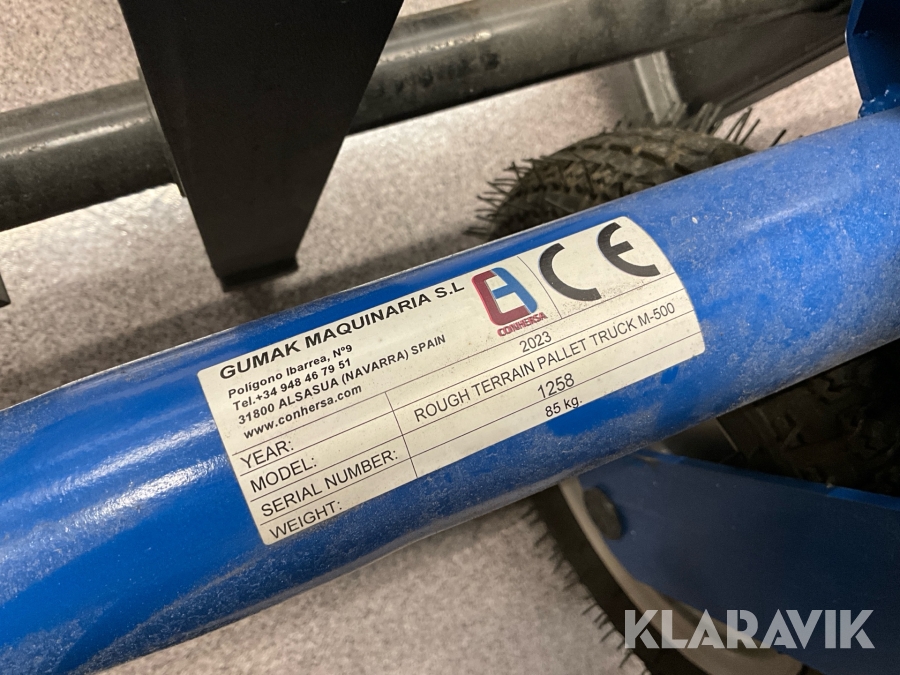 GUMAK MAQUINARIA S.L
Poligono Ibarrea, Nº9
Tel.+34 948 46 79 51
31800 ALSASUA (NAVARRA) SPAIN
www.conhersa.com
CONHERSA
CE
YEAR: 2023
MODEL: ROUGH TERRAIN PALLET TRUCK M-500
SERIAL NUMBER: 1258
WEIGHT: 85 kg.
KLARAVIK